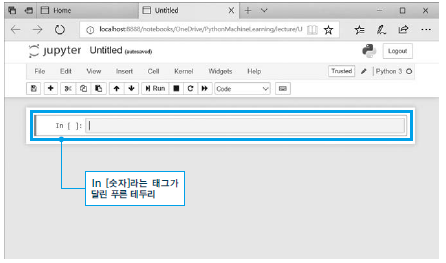 Home
Untitled
localhost:8888/notebooks/OneDrive/PythonMachineLearning/lecture/U
jupyter Untitled (autosaved)
Logout
File Edit View Insert Cell Kernel Widgets Help
Trusted Python 3
Run Code
In [ ]:
In [숫자]라는 태그가
달린 푸른 테두리